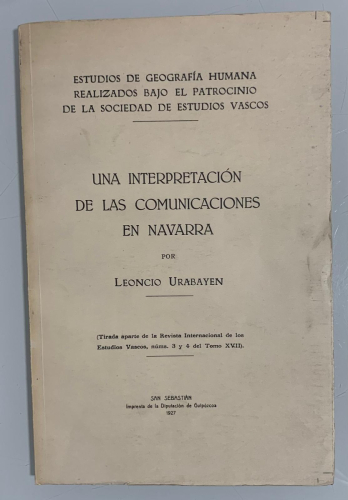 ESTUDIOS DE GEOGRAFÍA HUMANA
REALIZADOS BAJO EL PATROCINIO
DE LA SOCIEDAD DE ESTUDIOS VASCOS
UNA INTERPRETACIÓN
DE LAS COMUNICACIONES
EN NAVARRA
POR
LEONCIO URABAYEN
(Tirada aparte de la Revista Internacional de los
Estudios Vascos, núms. 3 y 4 del Tomo XVII).
SAN SEBASTIÁN
Imprenta de la Diputación de Guipúzcoa
1927